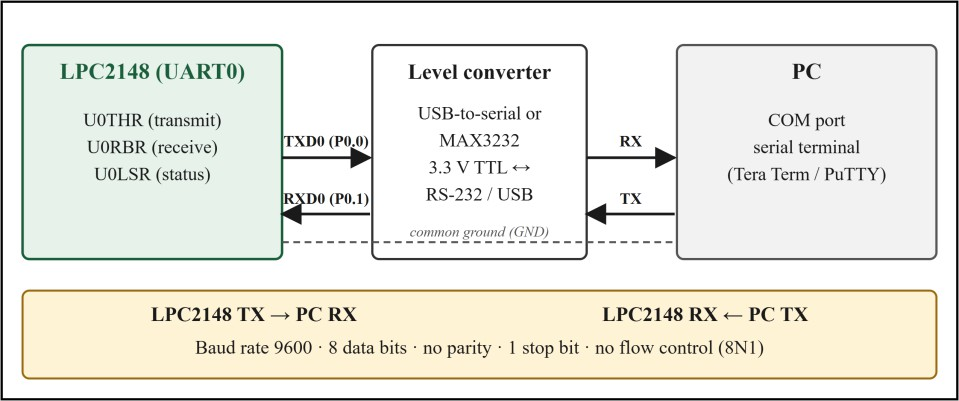 LPC2148 (UART0)
U0THR (transmit)
U0RBR (receive)
U0LSR (status)
TXD0 (P0.0)
RXD0 (P0.1)
Level converter
USB-to-serial or
MAX3232
3.3 V TTL ↔
RS-232 / USB
common ground (GND)
RX
TX
PC
COM port
serial terminal
(Tera Term / PuTTY)
LPC2148 TX → PC RX
LPC2148 RX ← PC TX
Baud rate 9600 · 8 data bits · no parity · 1 stop bit · no flow control (8N1)